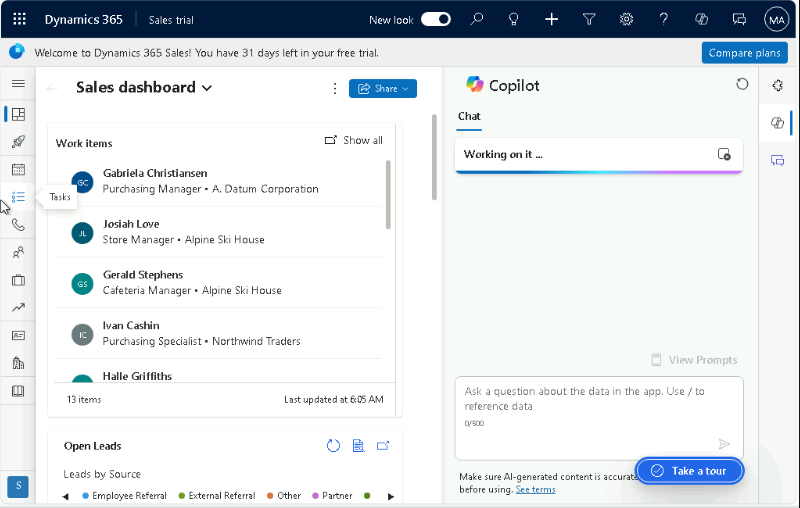 Dynamics 365
Sales trial
New look
MA
Welcome to Dynamics 365 Sales! You have 31 days left in your free trial.
Compare plans
Sales dashboard
Share
Work items
Show all
GC
Gabriela Christiansen
Purchasing Manager • A. Datum Corporation
Tasks
JL
Josiah Love
Store Manager • Alpine Ski House
GS
Gerald Stephens
Cafeteria Manager • Alpine Ski House
IC
Ivan Cashin
Purchasing Specialist • Northwind Traders
Halle Griffiths
13 items
Last updated at 6:05 AM
Open Leads
Leads by Source
Employee Referral
External Referral
Other
Partner
S
Copilot
Chat
Working on it ...
View Prompts
Ask a question about the data in the app. Use / to
reference data
0/500
Take a tour
Make sure AI-generated content is accurate
before using. See terms